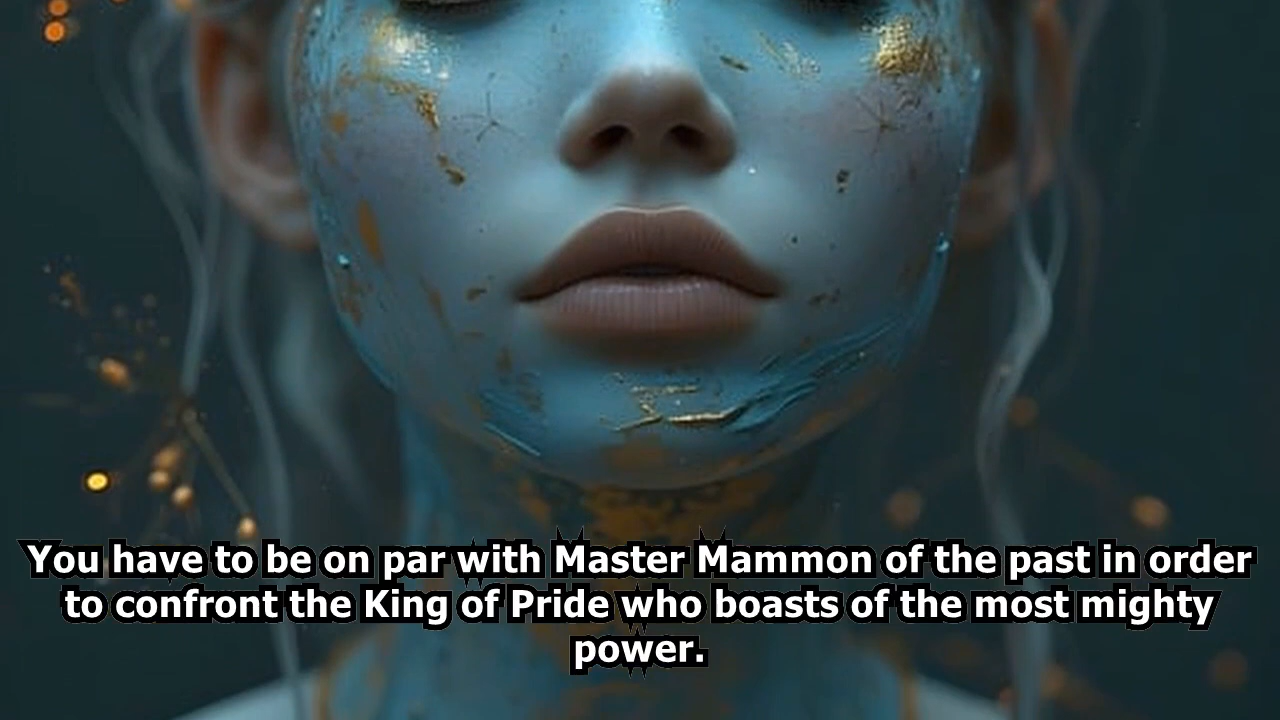 You have to be on par with Master Mammon of the past in order
to confront the King of Pride who boasts of the most mighty
power.